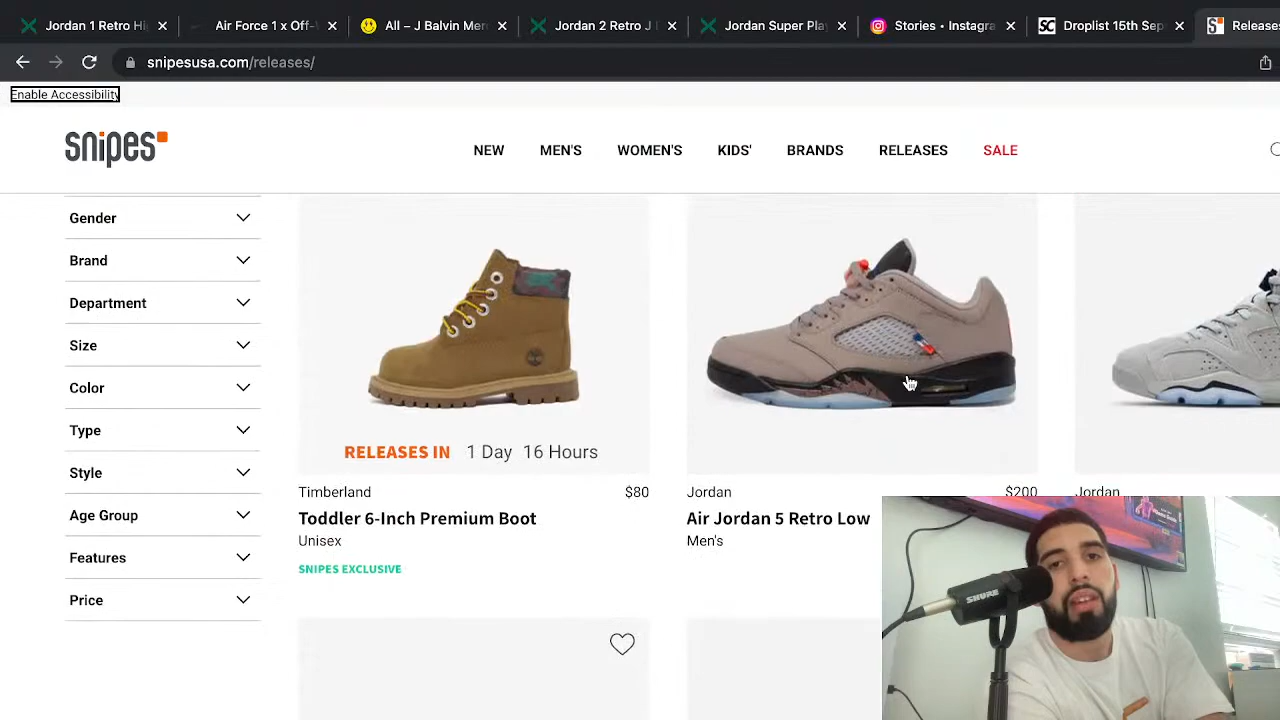 Jordan 1 Retro Hi
Air Force 1 x Off-
All – J Balvin Mer
Jordan 2 Retro J
Jordan Super Play
Stories • Instagra
SC
Droplist 15th Sep
Release
snipesusa.com/releases/
Enable Accessibility
snipes
NEW
MEN'S
WOMEN'S
KIDS'
BRANDS
RELEASES
SALE
Gender
Brand
Department
Size
Color
Type
Style
Age Group
Features
Price
RELEASES IN 1 Day 16 Hours
Timberland $80
Toddler 6-Inch Premium Boot
Unisex
SNIPES EXCLUSIVE
Jordan $200
Air Jordan 5 Retro Low
Men's
Jordan
SHURE